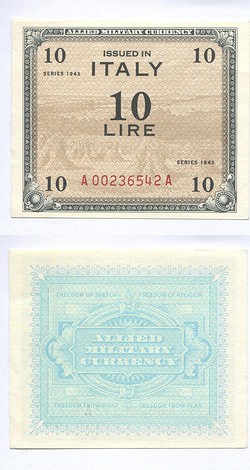 ALLIED MILITARY CURRENCY
10 ISSUED IN 10
SERIES 1943 ITALY
10
LIRE
SERIES 1943
10 A 00236542 A 10
FREEDOM OF SPEECH FREEDOM OF RELIGION
ALLIED
MILITARY
CURRENCY
FREEDOM FROM WANT FREEDOM FROM FEAR